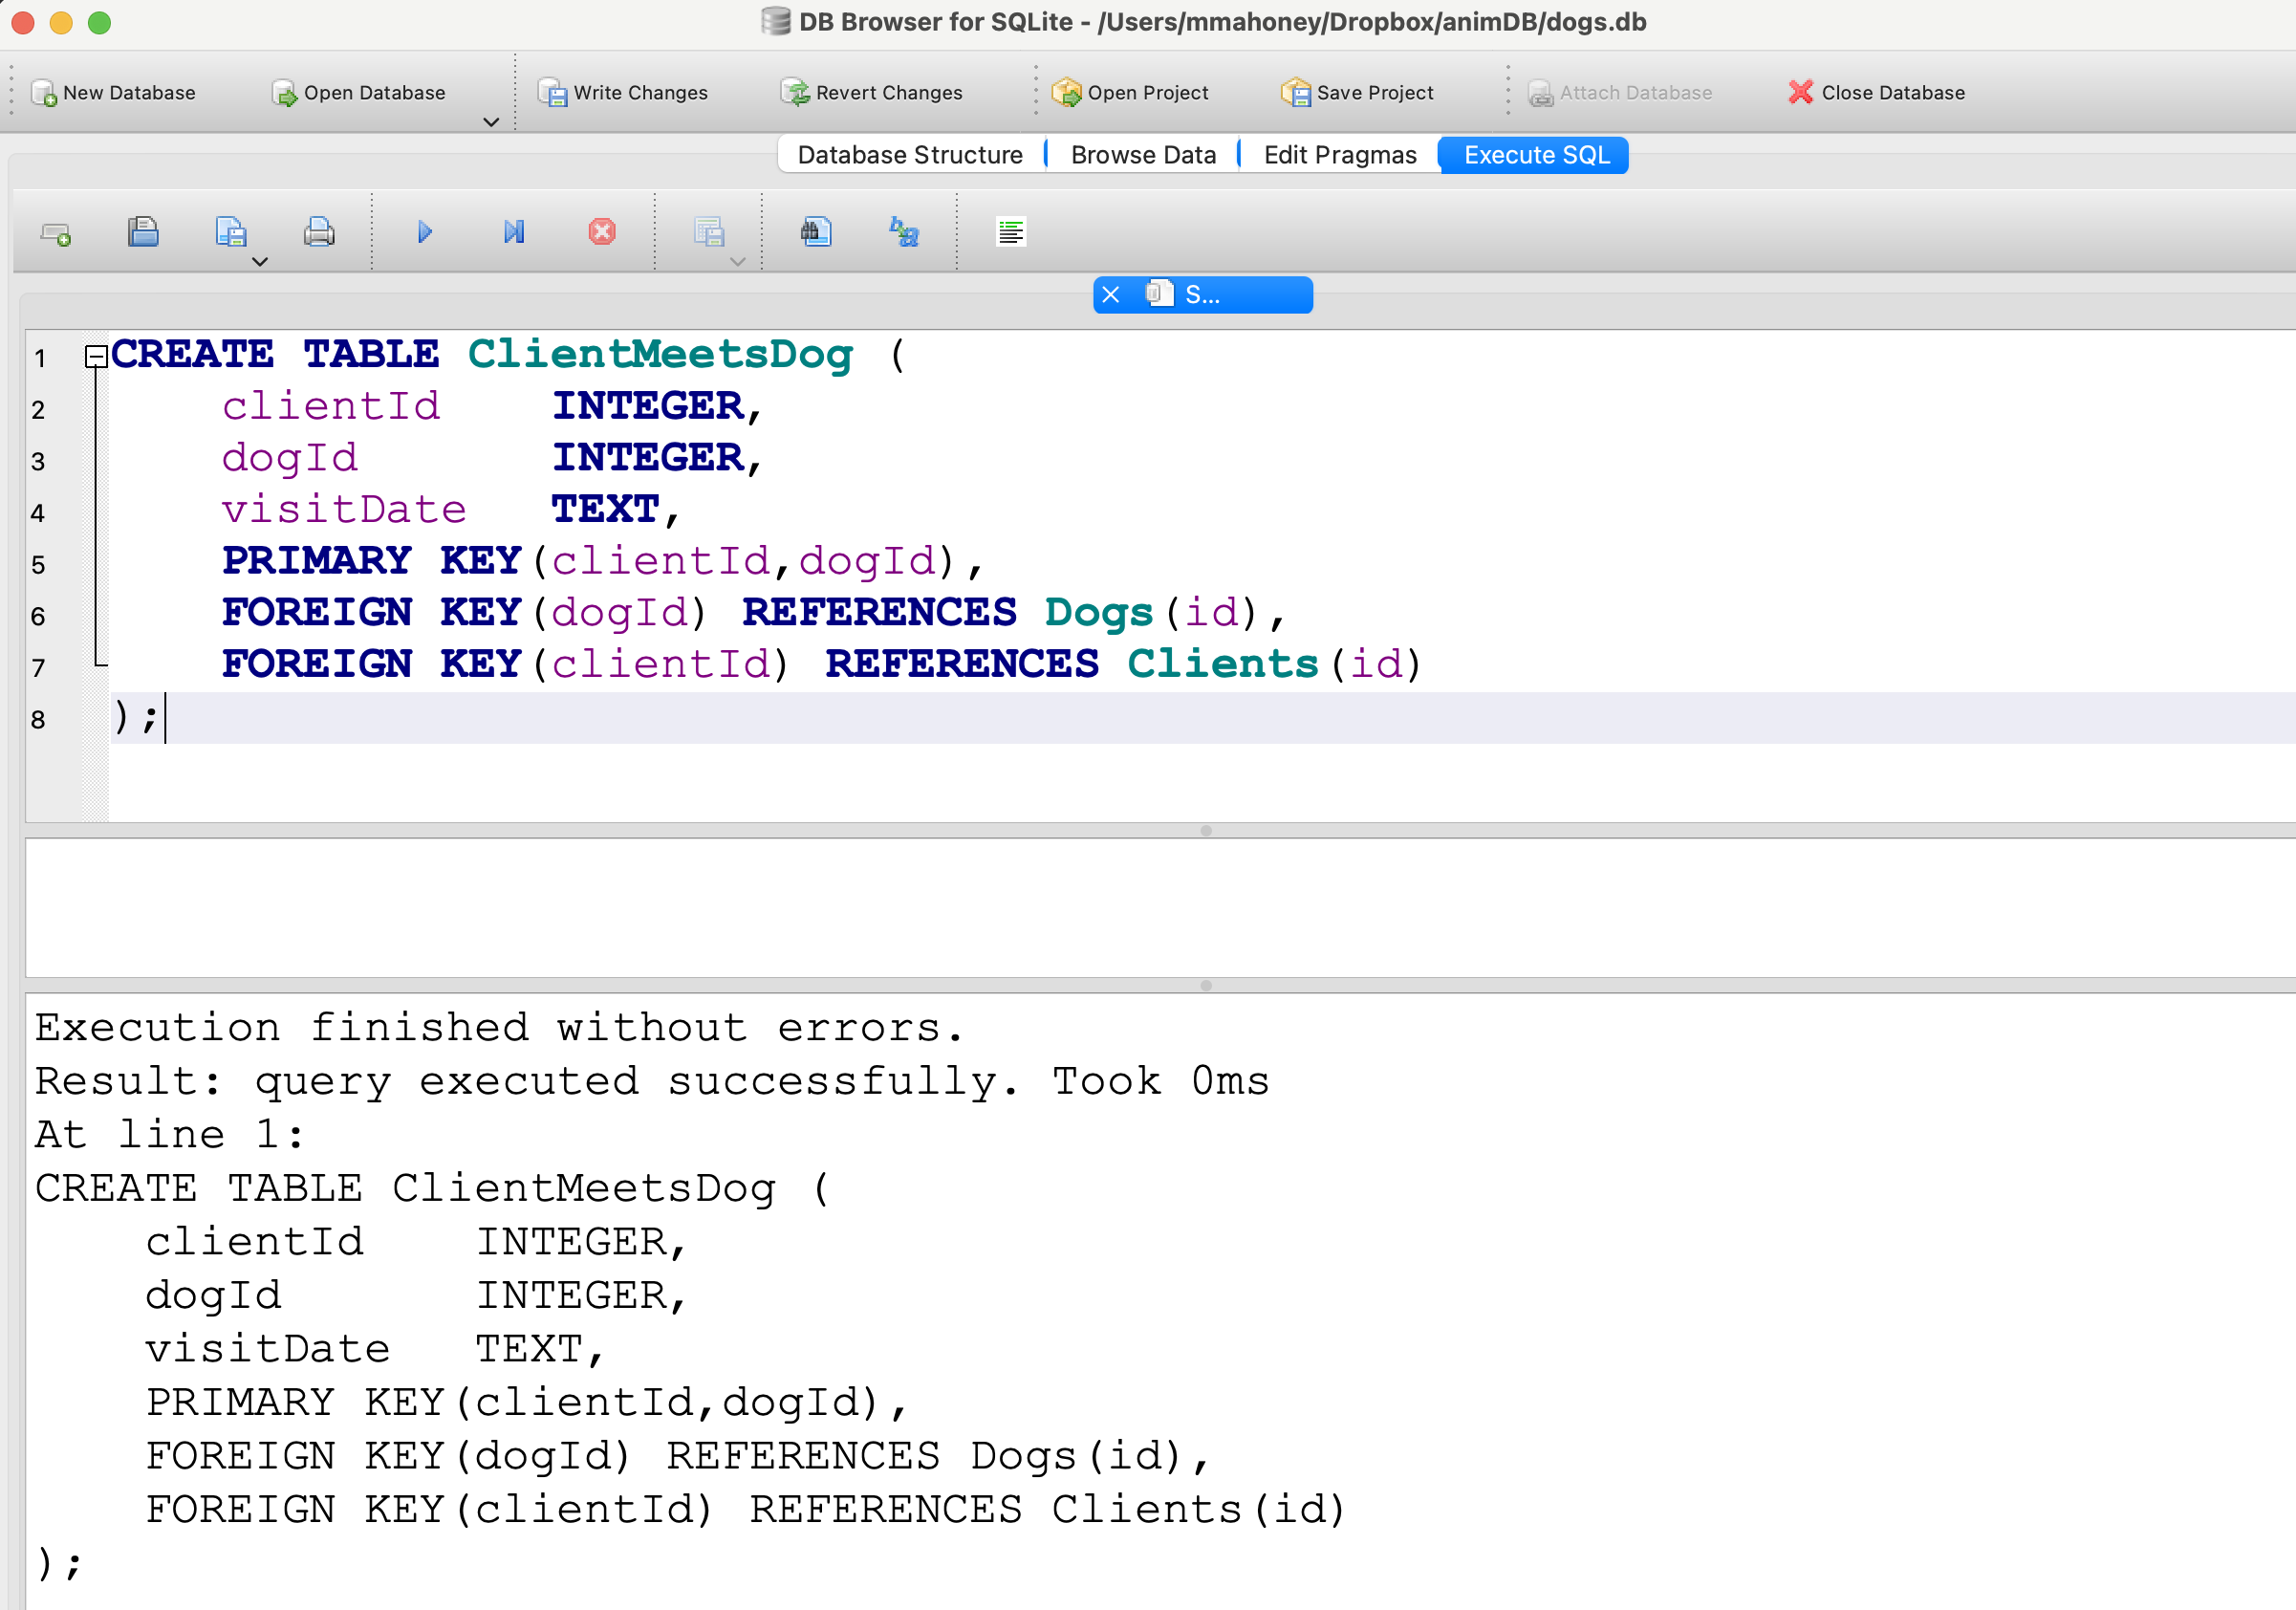 DB Browser for SQLite - /Users/mmahoney/Dropbox/animDB/dogs.db
New Database Open Database Write Changes Revert Changes Open Project Save Project Attach Database Close Database
Database Structure Browse Data Edit Pragmas Execute SQL
S...
1 CREATE TABLE ClientMeetsDog (
2 clientId INTEGER,
3 dogId INTEGER,
4 visitDate TEXT,
5 PRIMARY KEY(clientId,dogId),
6 FOREIGN KEY(dogId) REFERENCES Dogs(id),
7 FOREIGN KEY(clientId) REFERENCES Clients(id)
8 );
Execution finished without errors.
Result: query executed successfully. Took 0ms
At line 1:
CREATE TABLE ClientMeetsDog (
clientId INTEGER,
dogId INTEGER,
visitDate TEXT,
PRIMARY KEY(clientId,dogId),
FOREIGN KEY(dogId) REFERENCES Dogs(id),
FOREIGN KEY(clientId) REFERENCES Clients(id)
);